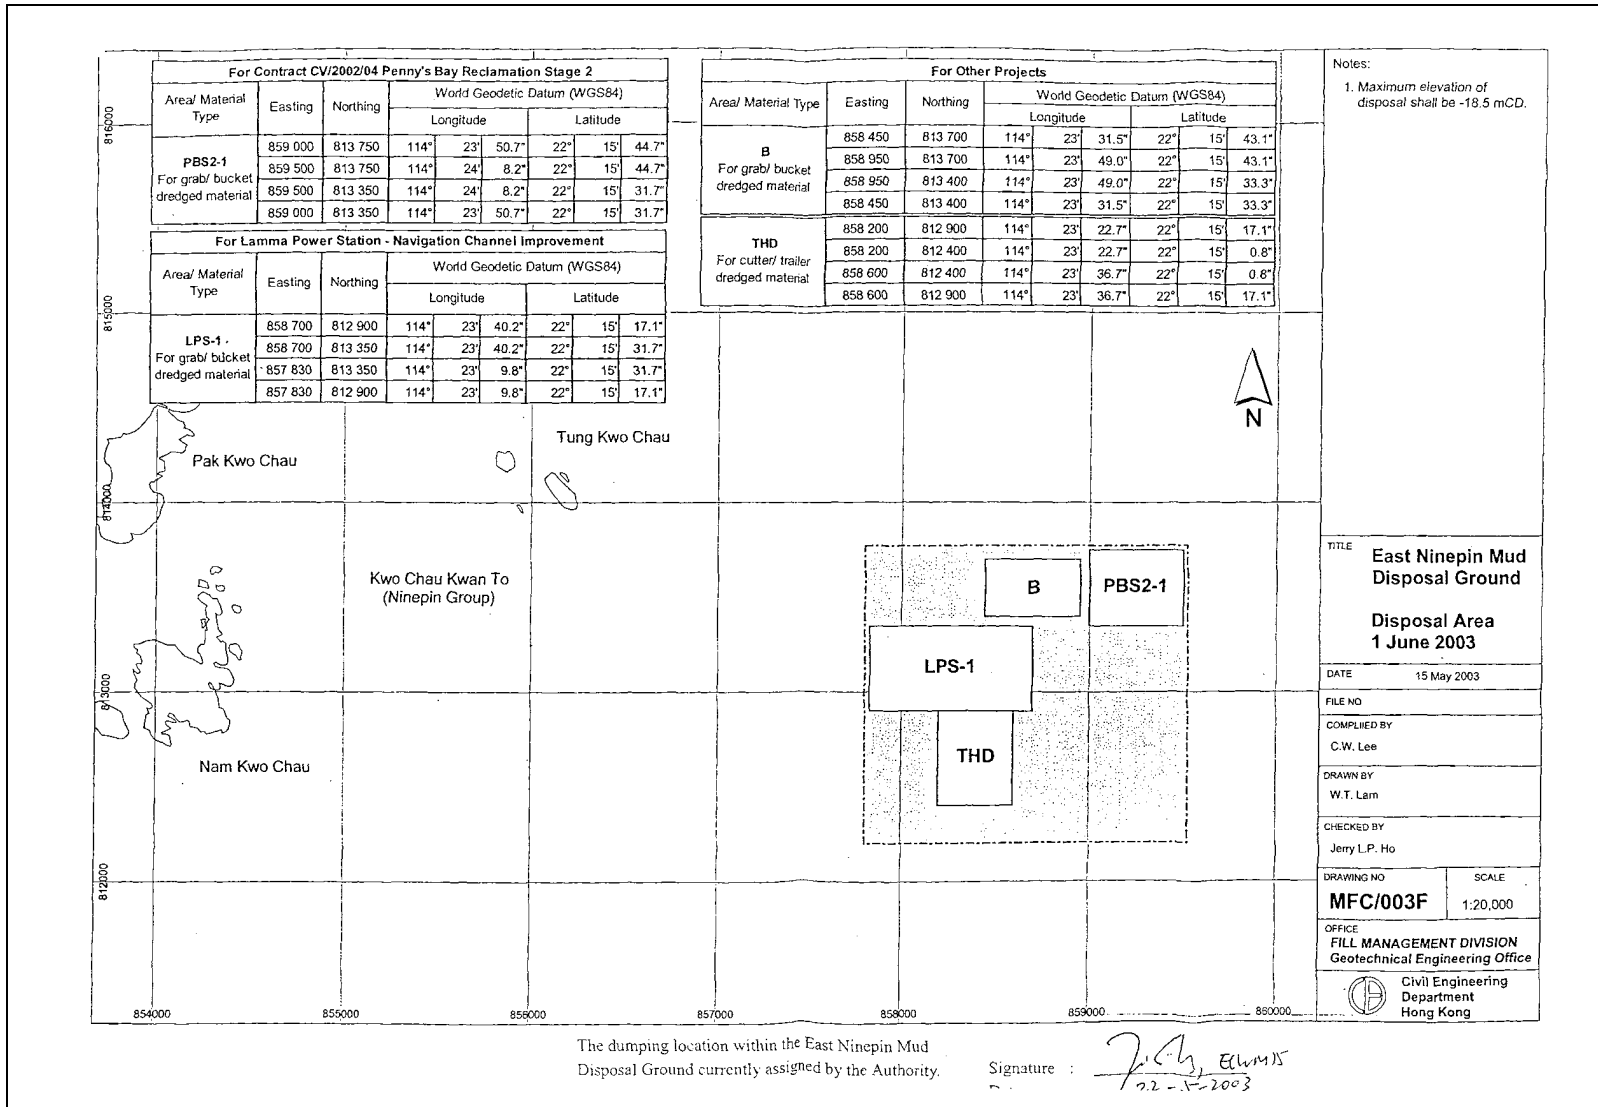 For Contract CV/2002/04 Penny's Bay Reclamation Stage 2
Area/ Material Type Easting Northing World Geodetic Datum (WGS84)
Longitude Latitude
PBS2-1
For grab/ bucket
dredged material
859 000 813 750 114° 23' 50.7" 22° 15' 44.7"
859 500 813 750 114° 24' 8.2" 22° 15' 44.7"
859 500 813 350 114° 24' 8.2" 22° 15' 31.7"
859 000 813 350 114° 23' 50.7" 22° 15' 31.7"
For Lamma Power Station - Navigation Channel Improvement
Area/ Material Type Easting Northing World Geodetic Datum (WGS84)
Longitude Latitude
LPS-1
For grab/ bucket
dredged material
858 700 812 900 114° 23' 40.2" 22° 15' 17.1"
858 700 813 350 114° 23' 40.2" 22° 15' 31.7"
857 830 813 350 114° 23' 9.8" 22° 15' 31.7"
857 830 812 900 114° 23' 9.8" 22° 15' 17.1"
For Other Projects
Area/ Material Type Easting Northing World Geodetic Datum (WGS84)
Longitude Latitude
B
For grab/ bucket
dredged material
858 450 813 700 114° 23' 31.5" 22° 15' 43.1"
858 950 813 700 114° 23' 49.0" 22° 15' 43.1"
858 950 813 400 114° 23' 49.0" 22° 15' 33.3"
858 450 813 400 114° 23' 31.5" 22° 15' 33.3"
THD
For cutter/ trailer
dredged material
858 200 812 900 114° 23' 22.7" 22° 15' 17.1"
858 200 812 400 114° 23' 22.7" 22° 15' 0.8"
858 600 812 400 114° 23' 36.7" 22° 15' 0.8"
858 600 812 900 114° 23' 36.7" 22° 15' 17.1"
816000
815000
814000
813000
812000
N
Tung Kwo Chau
Pak Kwo Chau
Kwo Chau Kwan To
(Ninepin Group)
Nam Kwo Chau
B
PBS2-1
LPS-1
THD
854000 855000 856000 857000 858000 859000 860000
Notes:
1. Maximum elevation of
disposal shall be -18.5 mCD.
TITLE
East Ninepin Mud
Disposal Ground
Disposal Area
1 June 2003
DATE 15 May 2003
FILE NO
COMPLIIED BY
C.W. Lee
DRAWN BY
W.T. Lam
CHECKED BY
Jerry L.P. Ho
DRAWING NO SCALE
MFC/003F 1:20,000
OFFICE
FILL MANAGEMENT DIVISION
Geotechnical Engineering Office
Civil Engineering
Department
Hong Kong
The dumping location within the East Ninepin Mud
Disposal Ground currently assigned by the Authority.
Signature :
22-5-2003